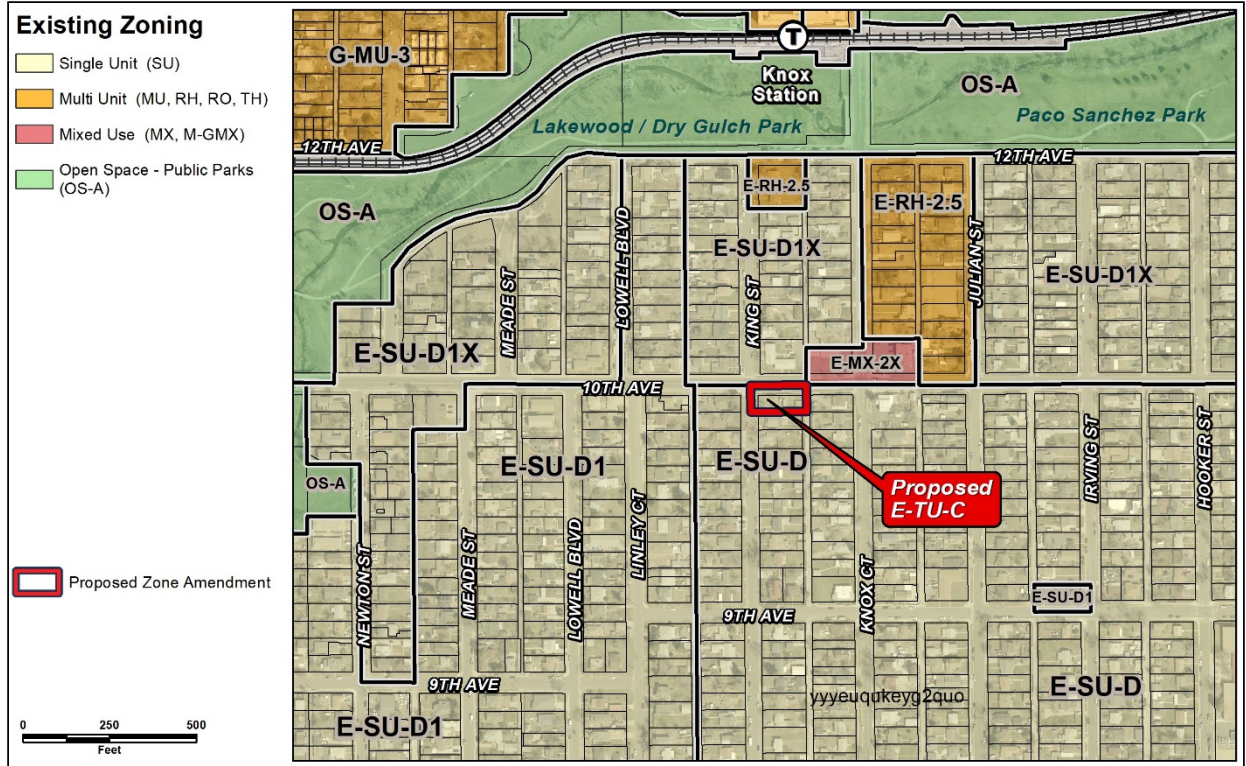 Existing Zoning
Single Unit (SU)
Multi Unit (MU, RH, RO, TH)
Mixed Use (MX, M-GMX)
Open Space - Public Parks
(OS-A)
Proposed Zone Amendment
0 250 500
Feet
G-MU-3
T
Knox
Station
OS-A
Lakewood / Dry Gulch Park
Paco Sanchez Park
12TH AVE
12TH AVE
OS-A
LOWELL BLVD
E-RH-2.5
E-RH-2.5
E-SU-D1X
JULIAN ST
E-SU-D1X
MEADE ST
KING ST
E-SU-D1X
E-MX-2X
10TH AVE
E-SU-D1
E-SU-D
IRVING ST
HOOKER ST
OS-A
Proposed
E-TU-C
NEWTON ST
MEADE ST
LOWELL BLVD
LINLEY CT
KNOX CT
E-SU-D1
9TH AVE
9TH AVE
E-SU-D
yyyeuqukeyg2quo
E-SU-D1